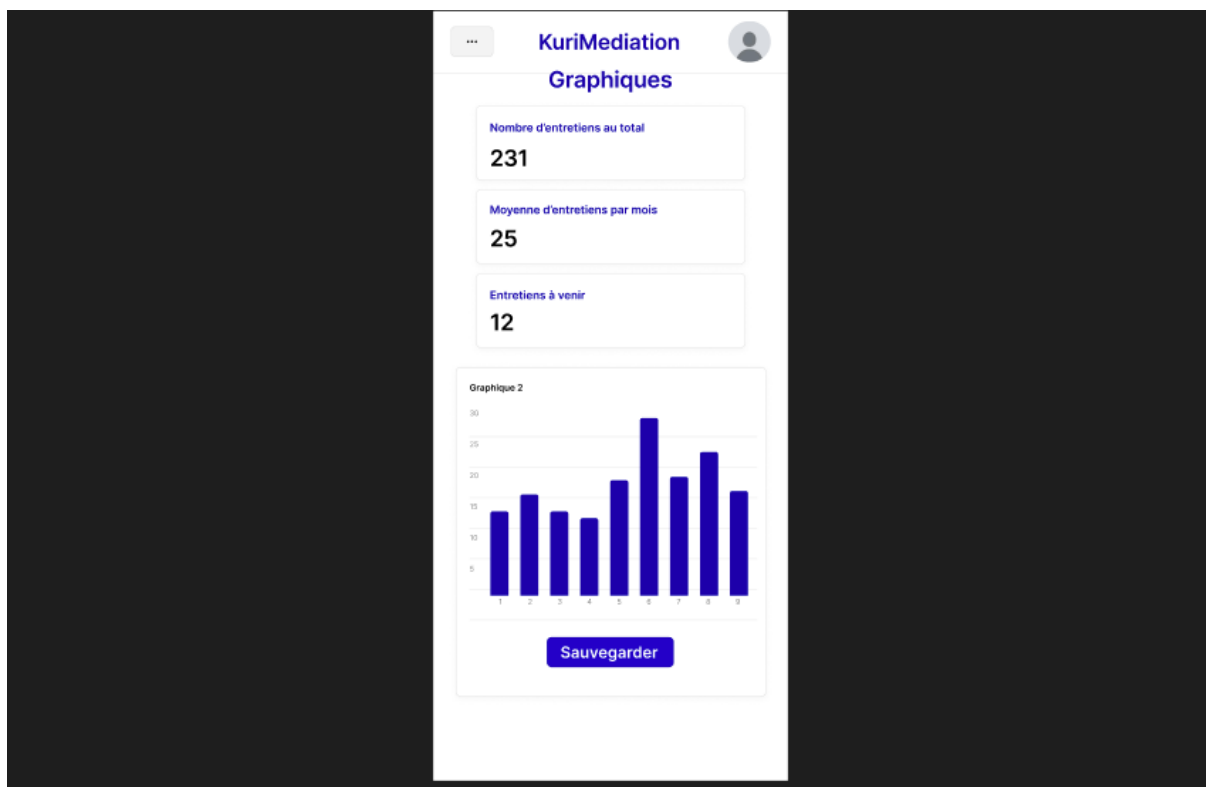 ...
KuriMediation
Graphiques
Nombre d'entretiens au total
231
Moyenne d'entretiens par mois
25
Entretiens à venir
12
Graphique 2
30
25
20
15
10
5
1 2 3 4 5 6 7 8 9
Sauvegarder